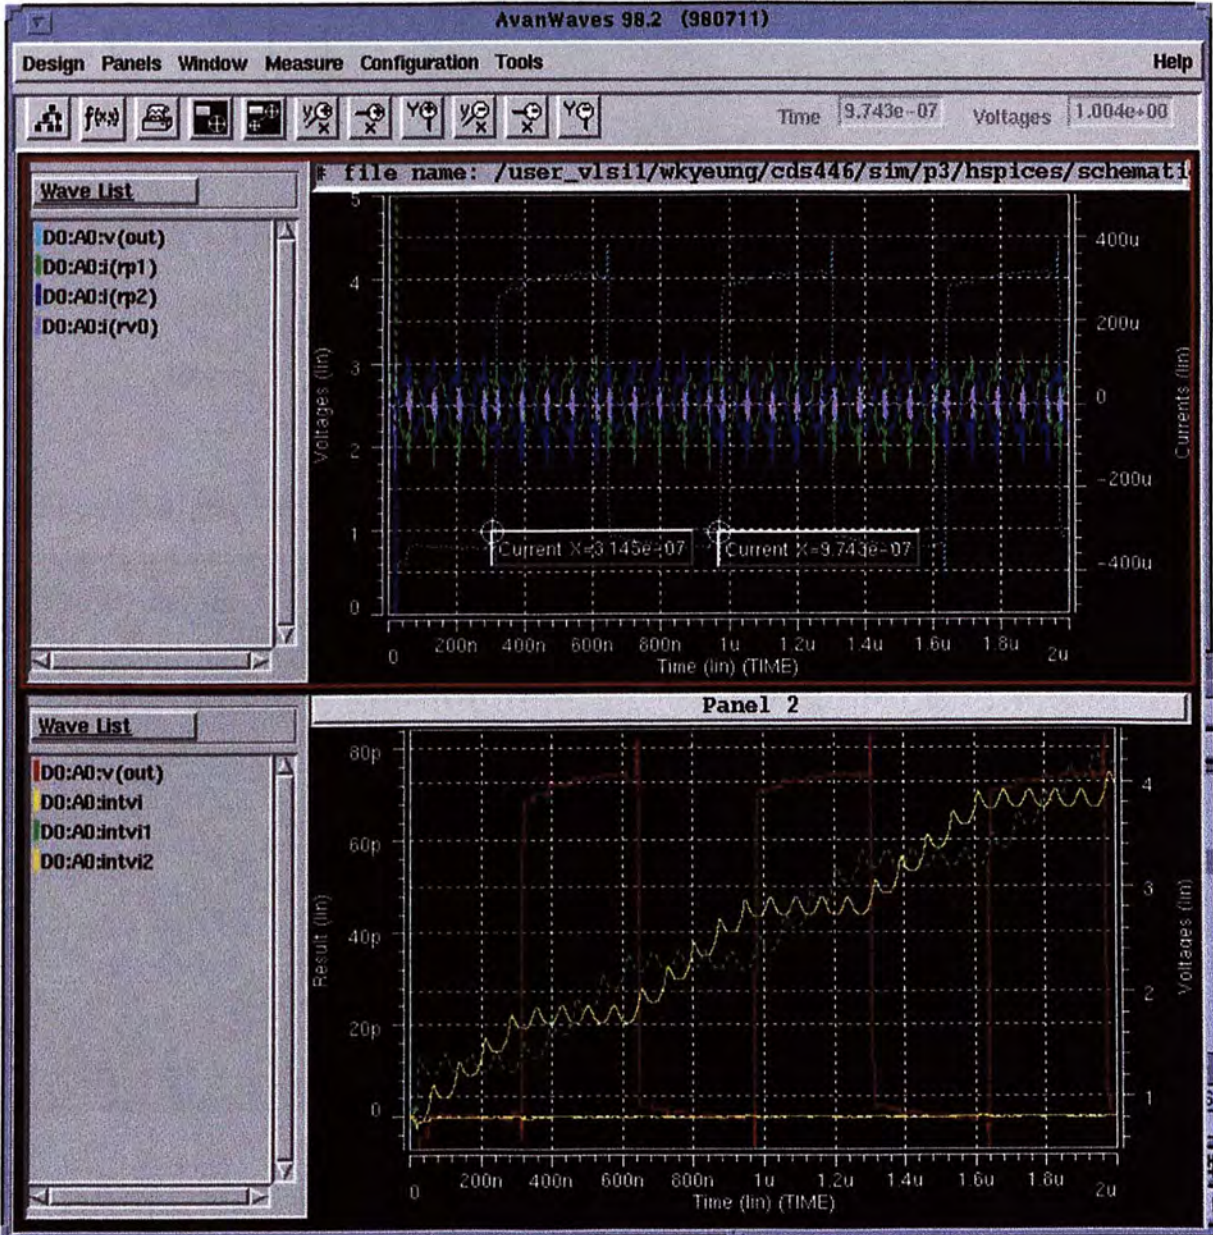 AvanWaves 98.2 (980711)
Design Panels Window Measure Configuration Tools Help
f(x,y) Time 9.743e-07 Voltages 1.004e+00
# file name: /user_vlsi1/wkyeung/cds446/sim/p3/hspices/schemati
Wave List
D0:A0:v(out)
D0:A0:i(rp1)
D0:A0:i(rp2)
D0:A0:i(rv0)
Voltages (lin)
5
4
3
2
1
0
400u
200u
0
-200u
-400u
Currents (lin)
Current X=3.145e-07
Current X=9.743e-07
0 200n 400n 600n 800n 1u 1.2u 1.4u 1.6u 1.8u 2u
Time (lin) (TIME)
Panel 2
Wave List
D0:A0:v(out)
D0:A0:intvi
D0:A0:intvi1
D0:A0:intvi2
Result (lin)
80p
60p
40p
20p
0
4
3
2
1
Voltages (lin)
0 200n 400n 600n 800n 1u 1.2u 1.4u 1.6u 1.8u 2u
Time (lin) (TIME)